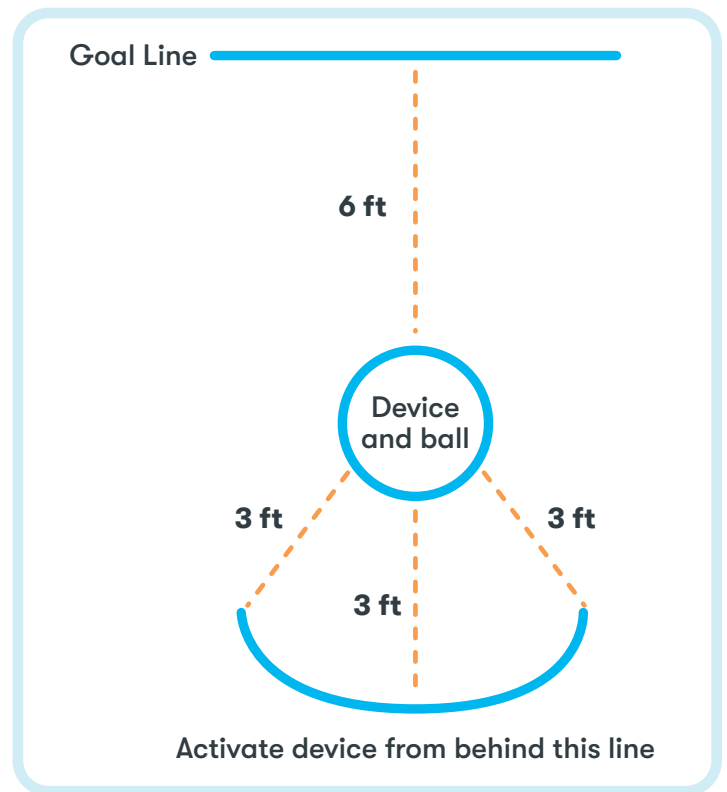 Goal Line
6 ft
Device
and ball
3 ft
3 ft
3 ft
Activate device from behind this line